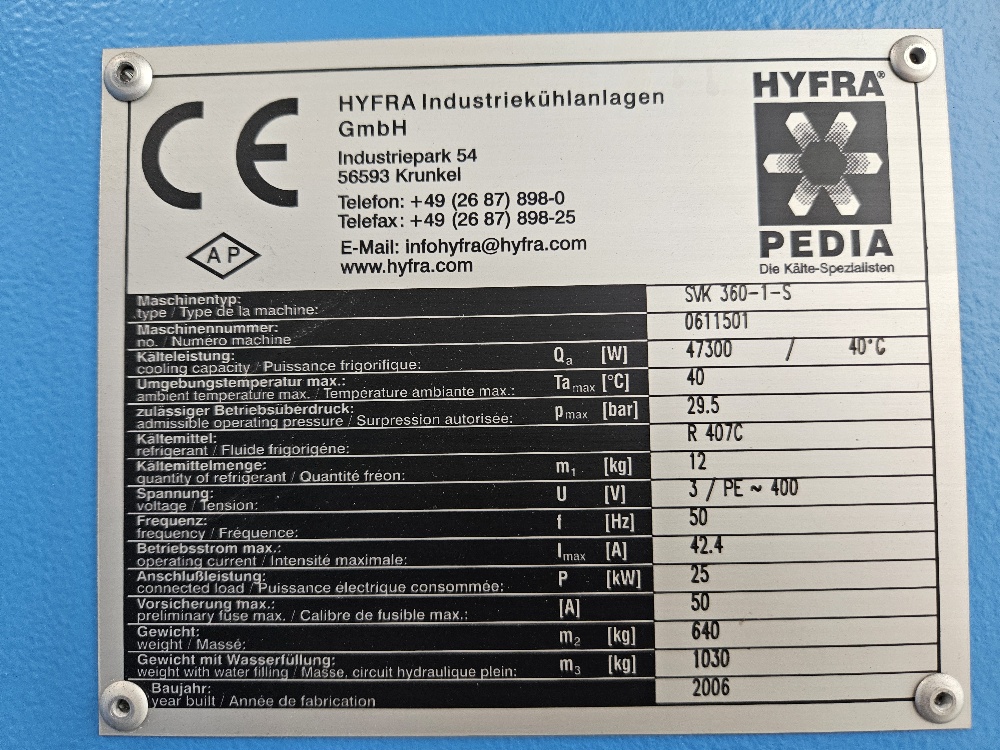 CE
HYFRA Industriekühlanlagen
GmbH
Industriepark 54
56593 Krunkel
Telefon: +49 (26 87) 898-0
Telefax: +49 (26 87) 898-25
E-Mail: infohyfra@hyfra.com
www.hyfra.com
AP
HYFRA®
PEDIA
Die Kälte-Spezialisten
Maschinentyp: SVK 360-1-S
type / Type de la machine:
Maschinennummer: 0611501
no. / Numéro machine
Kälteleistung: Qa [W] 47300 / 40°C
cooling capacity / Puissance frigorifique:
Umgebungstemperatur max.: Ta max [°C] 40
ambient temperature max. / Température ambiante max.:
zulässiger Betriebsüberdruck: pmax [bar] 29.5
admissible operating pressure / Surpression autorisée:
Kältemittel: R 407C
refrigerant / Fluide frigorigéne:
Kältemittelmenge: m1 [kg] 12
quantity of refrigerant / Quantité fréon:
Spannung: U [V] 3 / PE ~ 400
voltage / Tension:
Frequenz: f [Hz] 50
frequency / Fréquence:
Betriebsstrom max.: Imax [A] 42.4
operating current / Intensité maximale:
Anschlußleistung: P [kW] 25
connected load / Puissance électrique consommée:
Vorsicherung max.: [A] 50
preliminary fuse max. / Calibre de fusible max.:
Gewicht: m2 [kg] 640
weight / Massé:
Gewicht mit Wasserfüllung: m3 [kg] 1030
weight with water filling / Masse, circuit hydraulique plein:
Baujahr: 2006
year built / Année de fabrication